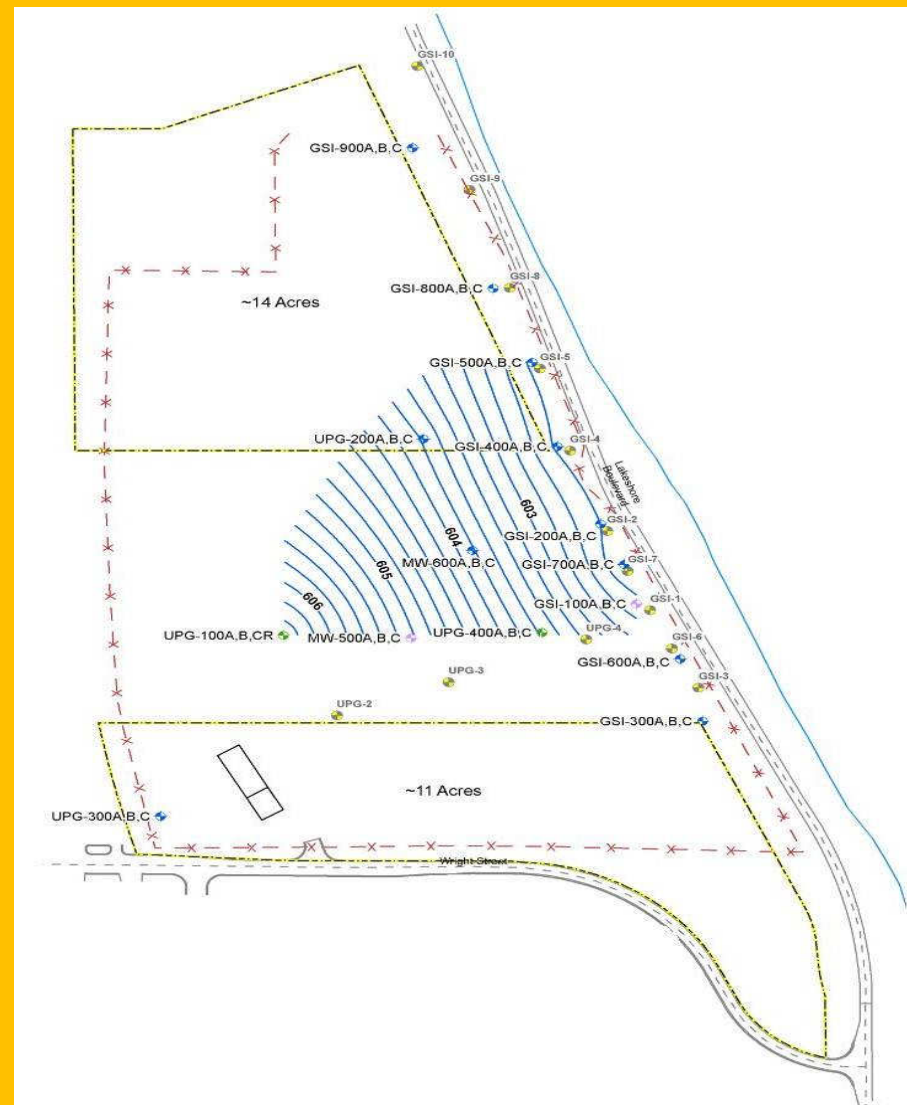 GSI-10
GSI-900A,B,C
GSI-9
GSI-8
GSI-800A,B,C
~14 Acres
GSI-5
GSI-500A,B,C
UPG-200A,B,C
GSI-4
GSI-400A,B,C
Lakeshore
Boulevard
603
GSI-2
GSI-200A,B,C
604
MW-600A,B,C
GSI-7
GSI-700A,B,C
605
606
GSI-100A,B,C
GSI-1
UPG-100A,B,CR
MW-500A,B,C
UPG-400A,B,C
UPG-4
GSI-6
GSI-600A,B,C
UPG-3
GSI-3
UPG-2
GSI-300A,B,C
~11 Acres
UPG-300A,B,C
Wright Street